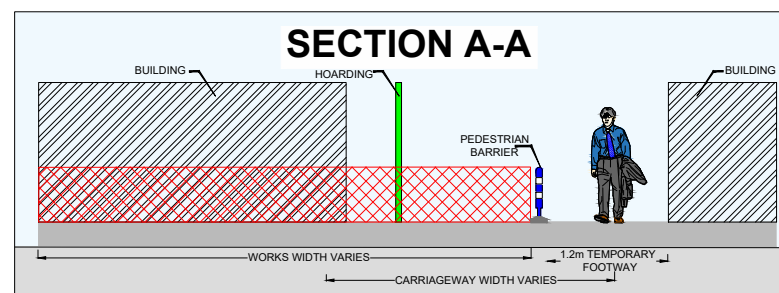 SECTION A-A
BUILDING
HOARDING
BUILDING
PEDESTRIAN
BARRIER
WORKS WIDTH VARIES
1.2m TEMPORARY
FOOTWAY
CARRIAGEWAY WIDTH VARIES